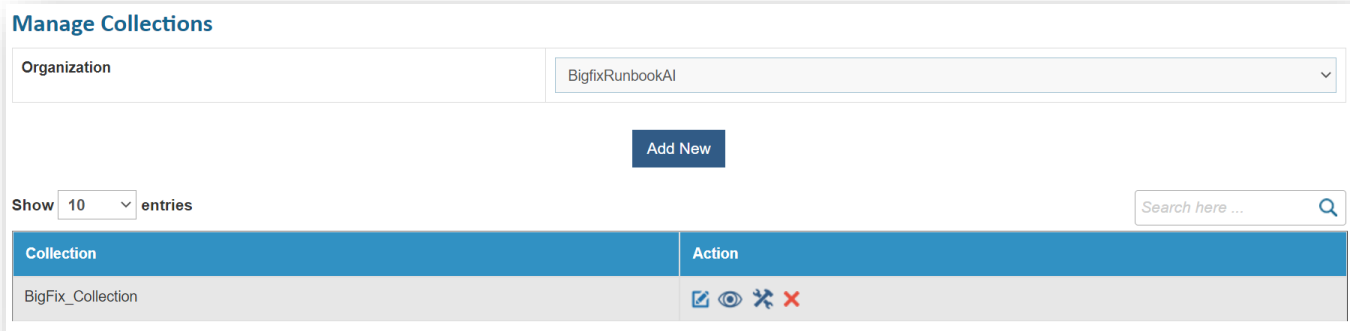 Manage Collections
Organization
BigfixRunbookAI
Add New
Show 10 entries
Search here ...
Collection Action
BigFix_Collection